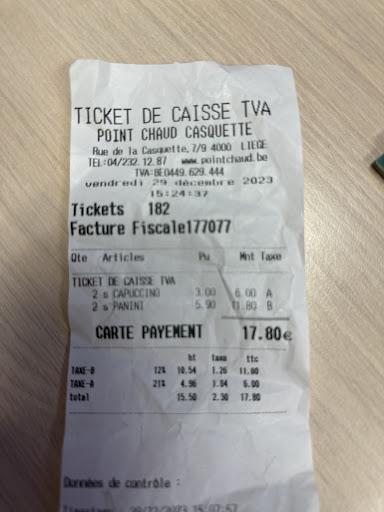 TICKET DE CAISSE TVA
POINT CHAUD CASQUETTE
Rue de la Casquette, 7/9 4000 LIEGE
TEL:04/232.12.87 www.pointchaud.be
TVA:BE0449.629.444
vendredi 29 décembre 2023
15:24:37
Tickets 182
Facture Fiscale177077
Qte Articles Pu Mnt Taxe
TICKET DE CAISSE TVA
2 s CAPUCCINO 3.00 6.00 A
2 s PANINI 5.90 11.80 B
CARTE PAYEMENT 17.80€
ht taxe ttc
TAXE-B 12% 10.54 1.26 11.80
TAXE-A 21% 4.96 1.04 6.00
total 15.50 2.30 17.80
Données de contrôle :